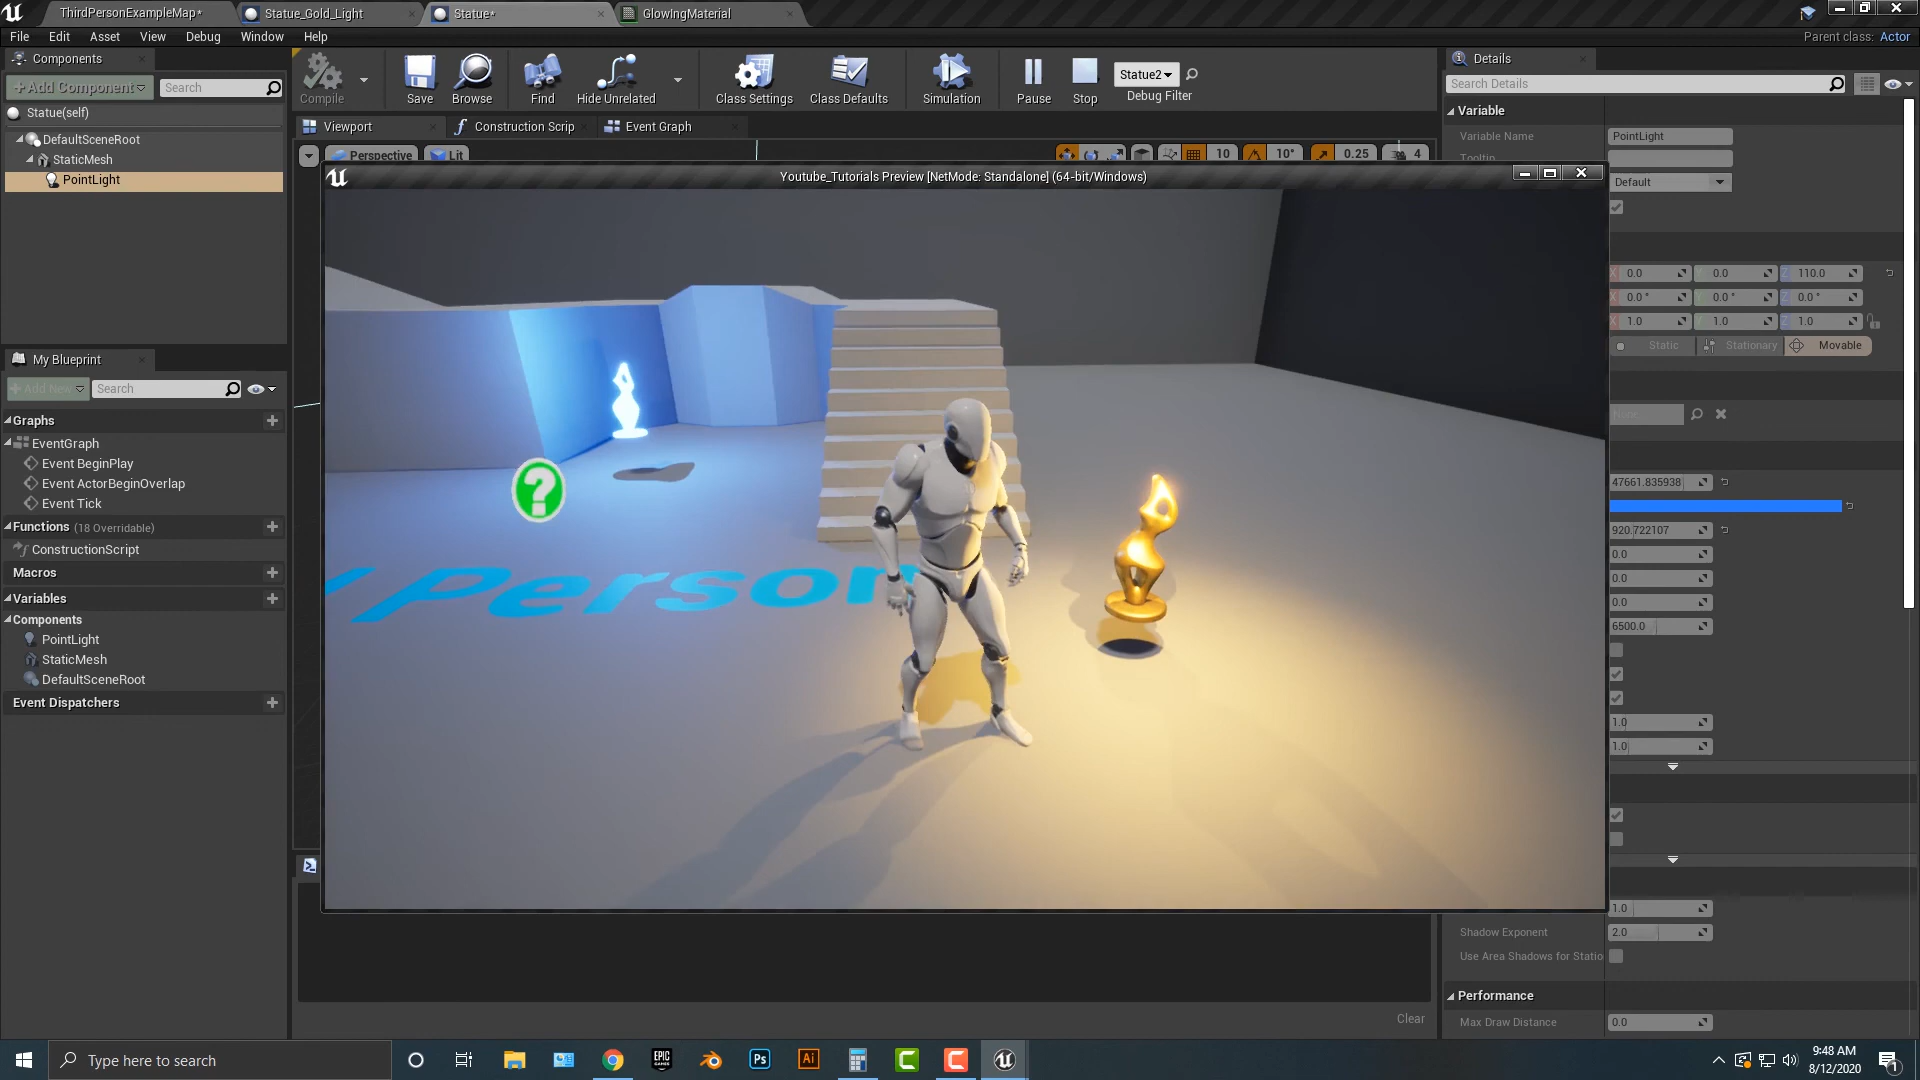 ThirdPersonExampleMap*
Statue_Gold_Light
Statue*
GlowIngMaterial
File Edit Asset View Debug Window Help
Parent class: Actor
Components
+ Add Component
Search
Statue(self)
DefaultSceneRoot
StaticMesh
PointLight
Compile
Save
Browse
Find
Hide Unrelated
Class Settings
Class Defaults
Simulation
Pause
Stop
Statue2
Debug Filter
Viewport
Construction Scrip
Event Graph
Perspective
Lit
10
10°
0.25
4
Youtube_Tutorials Preview [NetMode: Standalone] (64-bit/Windows)
Person
My Blueprint
+ Add New
Search
Graphs
EventGraph
Event BeginPlay
Event ActorBeginOverlap
Event Tick
Functions (18 Overridable)
ConstructionScript
Macros
Variables
Components
PointLight
StaticMesh
DefaultSceneRoot
Event Dispatchers
Clear
Details
Search Details
Variable
Variable Name
PointLight
Tooltip
Default
X 0.0 Y 0.0 Z 110.0
X 0.0° Y 0.0° Z 0.0°
X 1.0 Y 1.0 Z 1.0
Static Stationary Movable
None
47661.835938
920.722107
0.0
0.0
0.0
6500.0
1.0
1.0
1.0
Shadow Exponent
2.0
Use Area Shadows for Statio
Performance
Max Draw Distance
0.0
Type here to search
EPIC GAMES
Ps
Ai
9:48 AM
8/12/2020
1